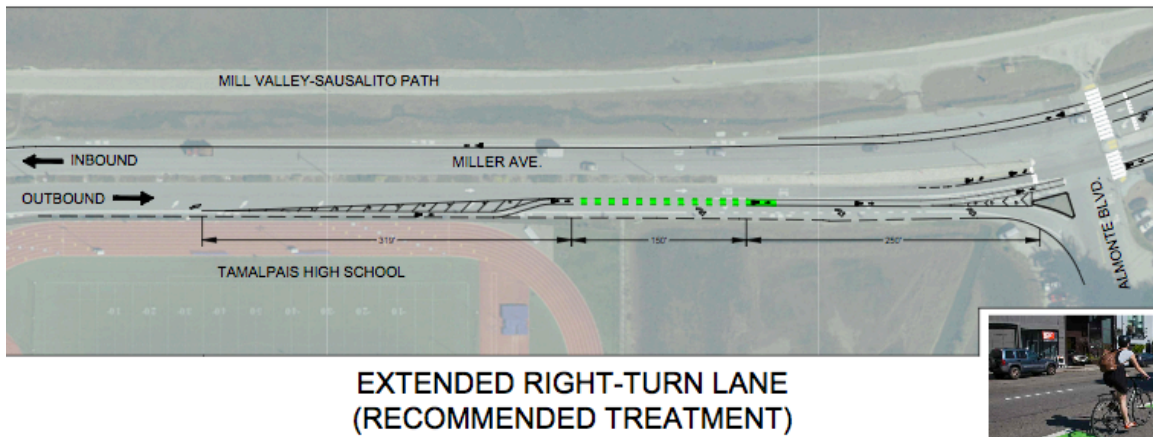 MILL VALLEY-SAUSALITO PATH
INBOUND
MILLER AVE.
OUTBOUND
ALMONTE BLVD.
150'
250'
TAMALPAIS HIGH SCHOOL
EXTENDED RIGHT-TURN LANE
(RECOMMENDED TREATMENT)